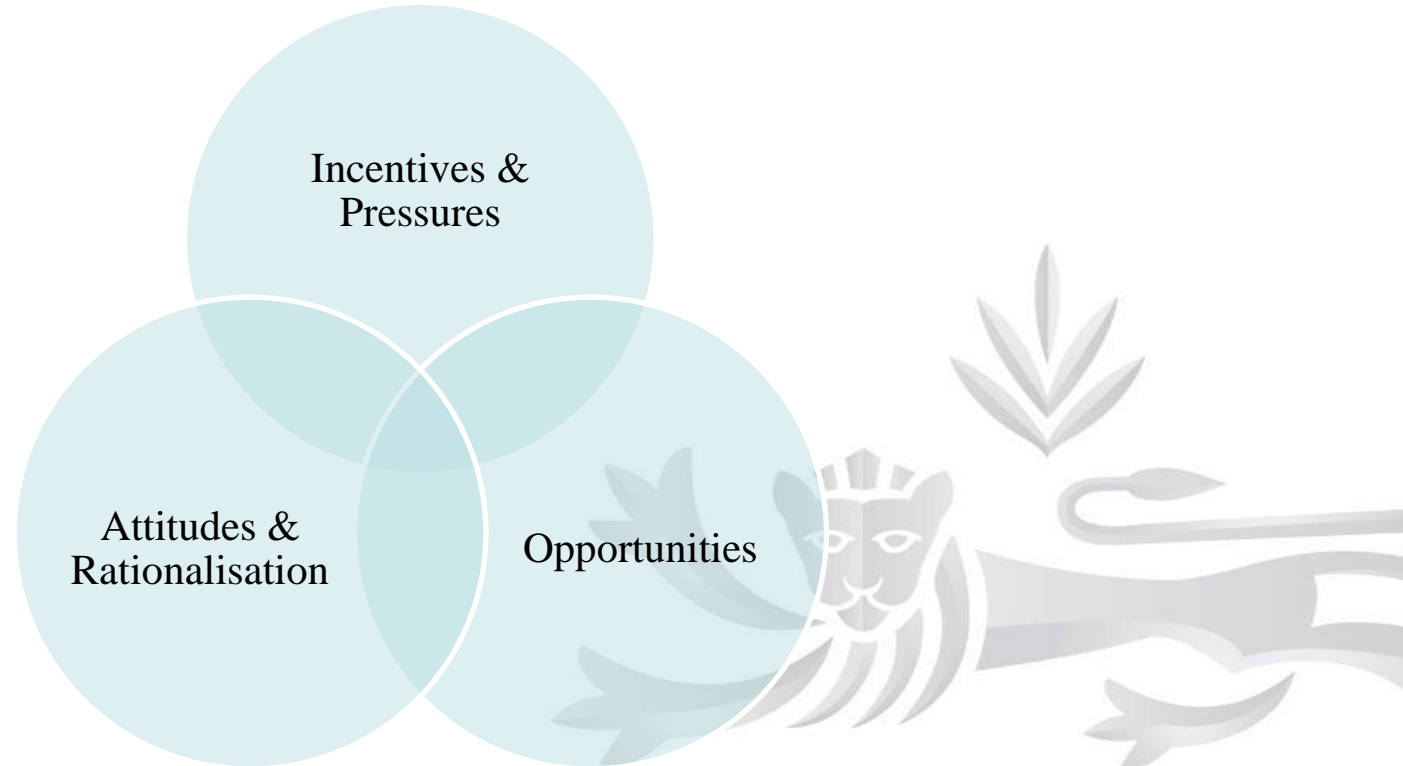 Incentives &
Pressures
Attitudes &
Rationalisation
Opportunities